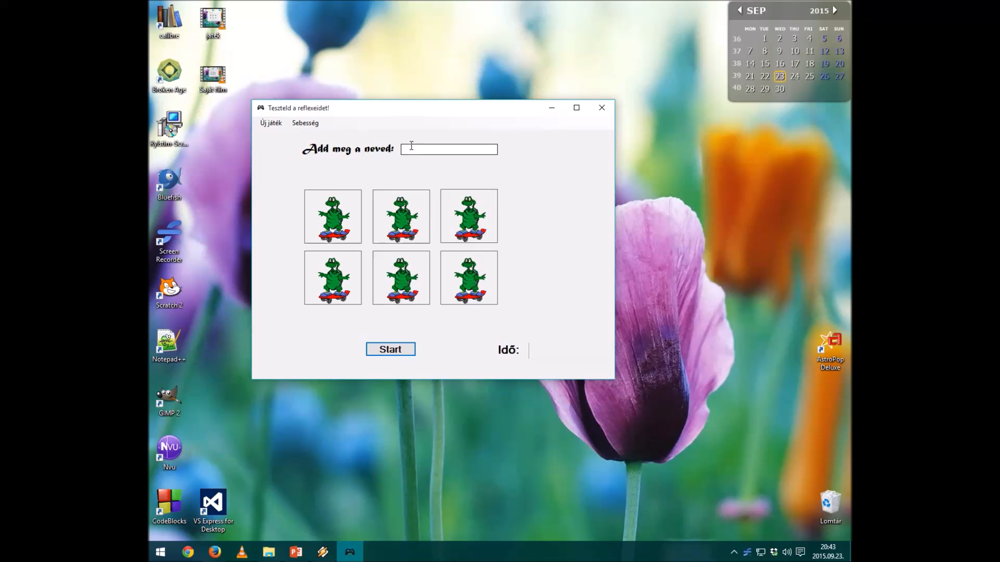 calibre
jatek
Broken Age
Saját film
Rylstim-Scr...
Bluefish
Screen
Recorder
Scratch 2
Notepad++
GIMP 2
NVU
Nvu
CodeBlocks
VS Express for
Desktop
Teszteld a reflexeidet!
Új játék Sebesség
Add meg a neved:
Start
Idő:
SEP 2015
MON TUE WED THU FRI SAT SUN
36 1 2 3 4 5 6
37 7 8 9 10 11 12 13
38 14 15 16 17 18 19 20
39 21 22 23 24 25 26 27
40 28 29 30
AstroPop
Deluxe
Lomtár
20:43
2015.09.23.